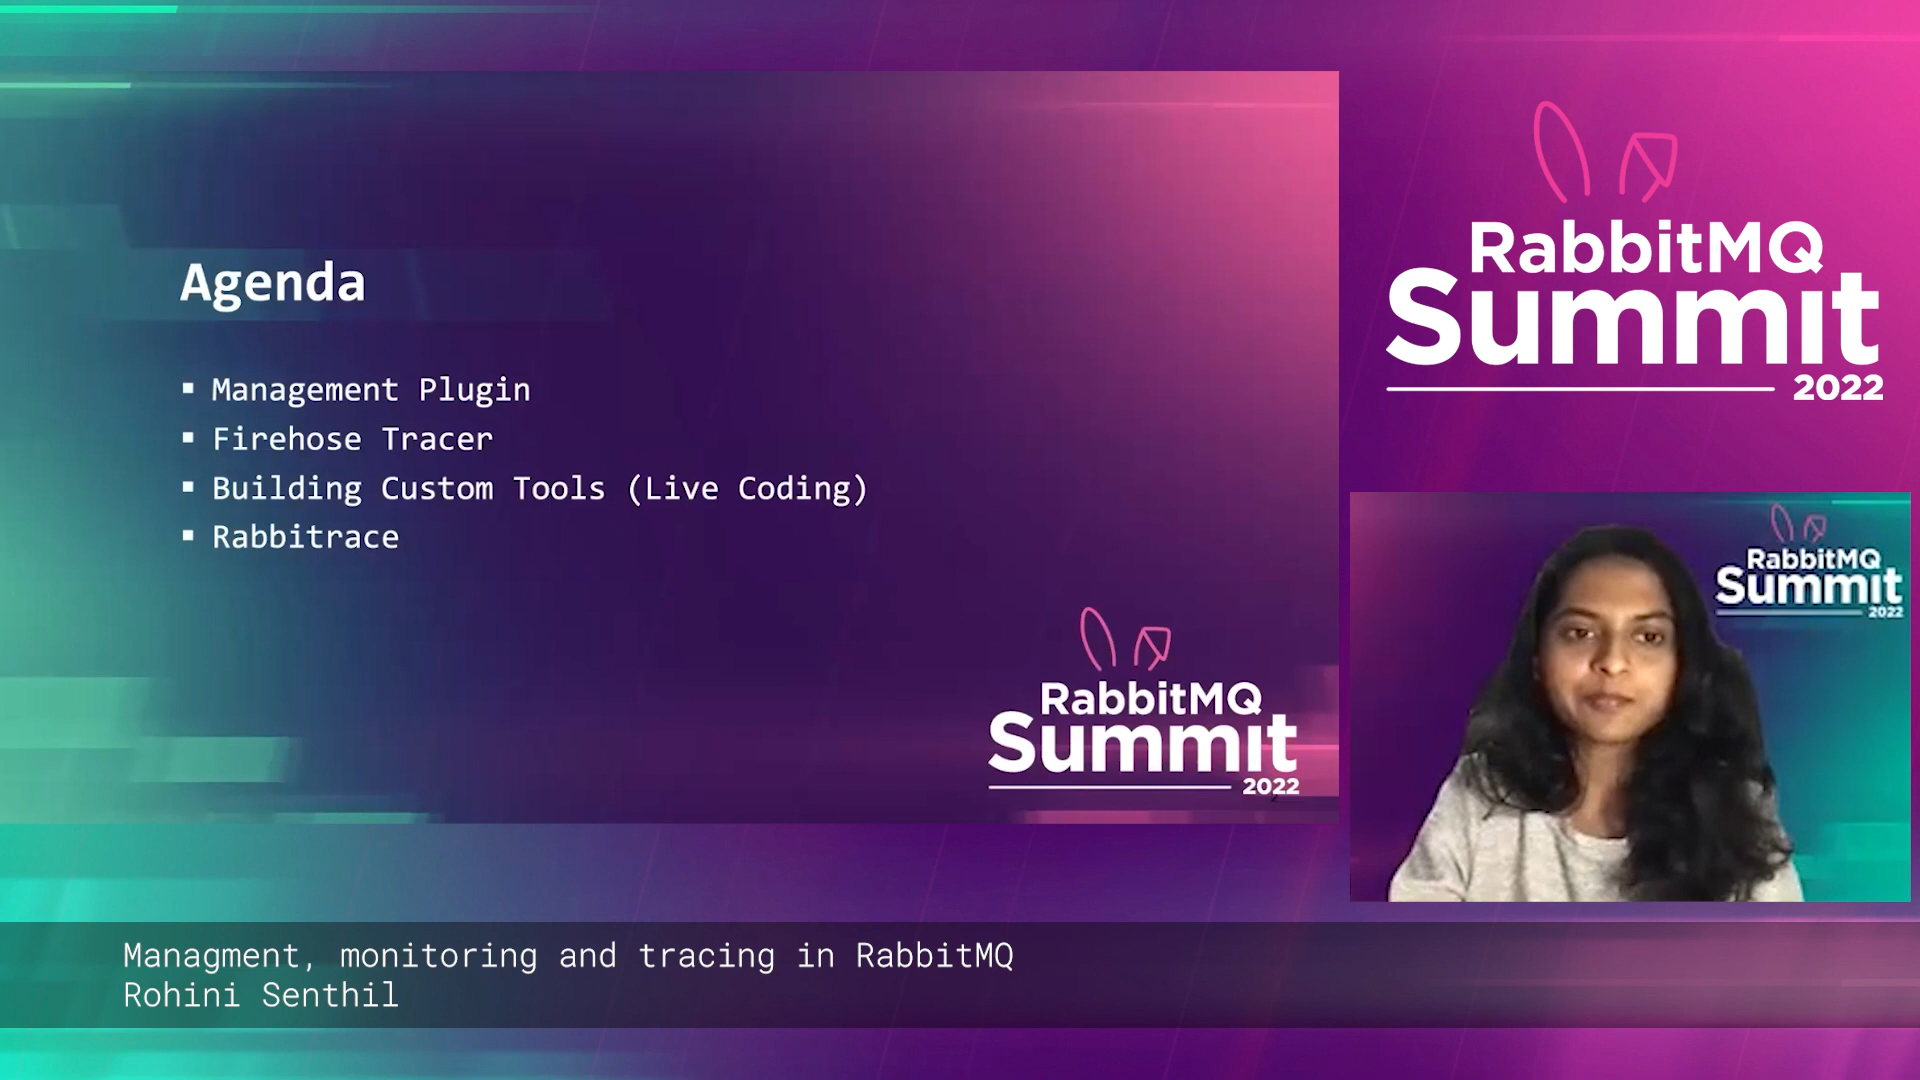 Agenda
▪ Management Plugin
▪ Firehose Tracer
▪ Building Custom Tools (Live Coding)
▪ Rabbitrace
RabbitMQ
Summit
2022
RabbitMQ
Summit
2022
RabbitMQ
Summit
2022
Managment, monitoring and tracing in RabbitMQ
Rohini Senthil